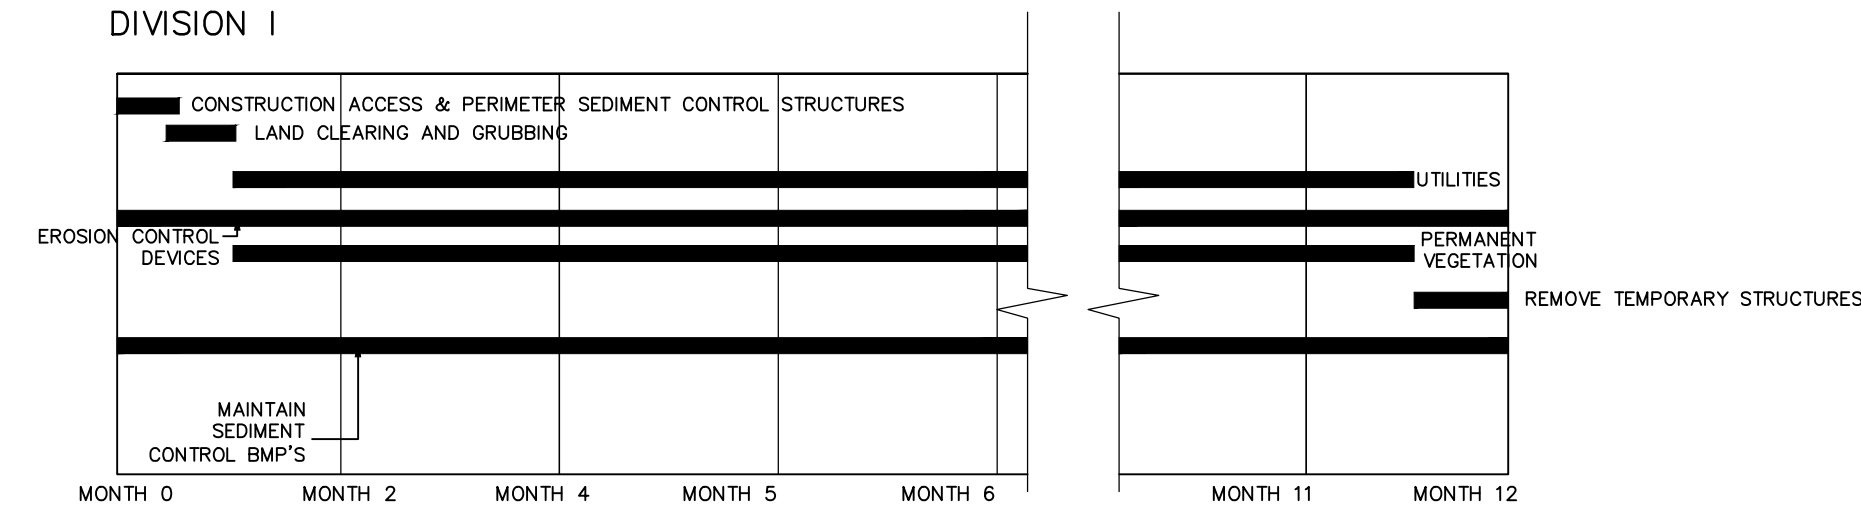 DIVISION I
CONSTRUCTION ACCESS & PERIMETER SEDIMENT CONTROL STRUCTURES
LAND CLEARING AND GRUBBING
UTILITIES
EROSION CONTROL
DEVICES
PERMANENT
VEGETATION
REMOVE TEMPORARY STRUCTURES
MAINTAIN
SEDIMENT
CONTROL BMP'S
MONTH 0 MONTH 2 MONTH 4 MONTH 5 MONTH 6 MONTH 11 MONTH 12